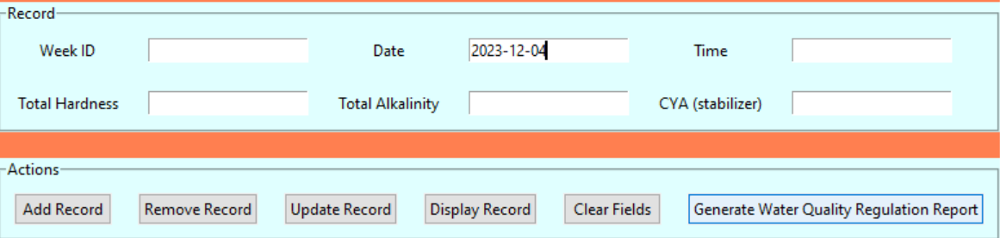 Record
Week ID Date 2023-12-04 Time
Total Hardness Total Alkalinity CYA (stabilizer)
Actions
Add Record Remove Record Update Record Display Record Clear Fields Generate Water Quality Regulation Report